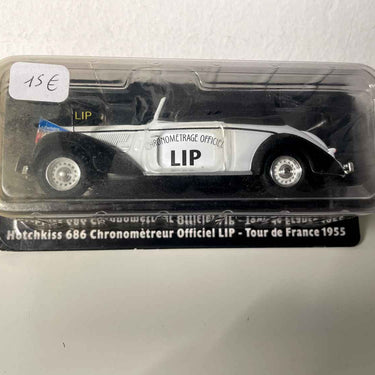 15€
LIP
CHRONOMÉTRAGE OFFICIEL
LIP
Hotchkiss 686 Chronomètreur Officiel LIP - Tour de France 1955